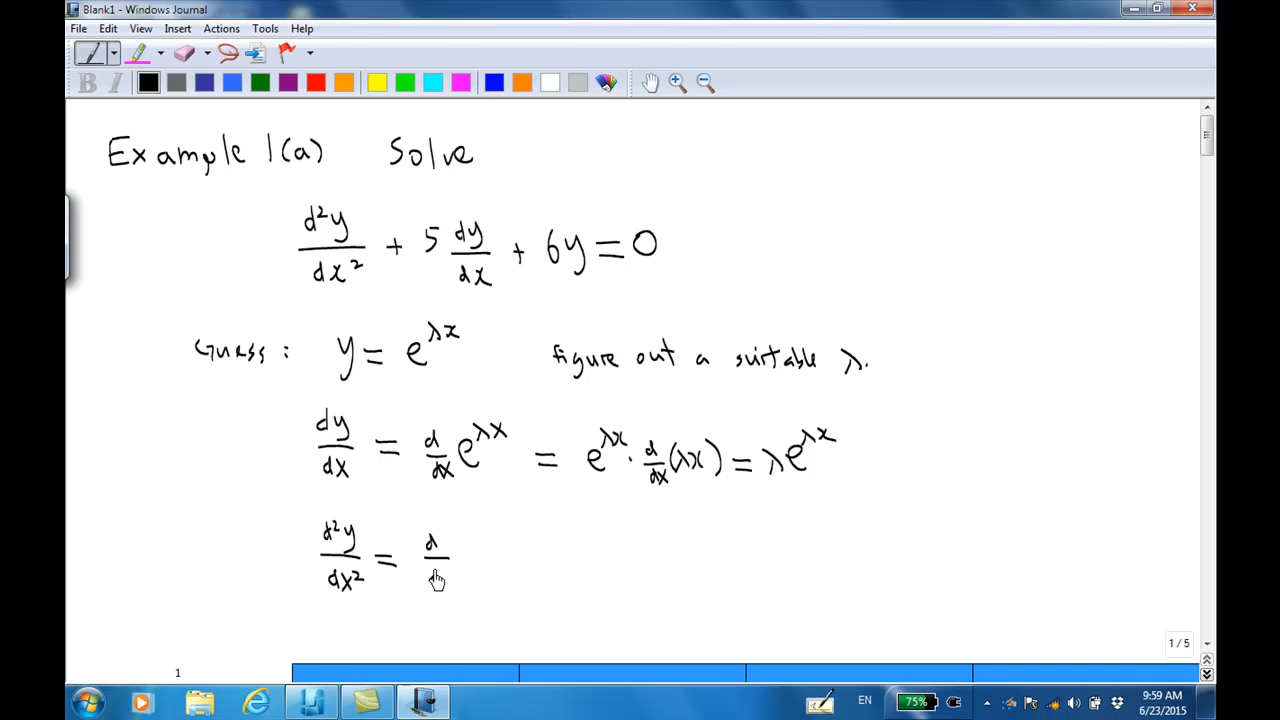 Blank1 - Windows Journal
File Edit View Insert Actions Tools Help
B I
Example 1(a) Solve
d²y/dx² + 5 dy/dx + 6y = 0
Guess: y = e^{λx} figure out a suitable λ.
dy/dx = d/dx e^{λx} = e^{λx} · d/dx (λx) = λe^{λx}
d²y/dx² = d/d
1 / 5
1
EN 75% 9:59 AM
6/23/2015